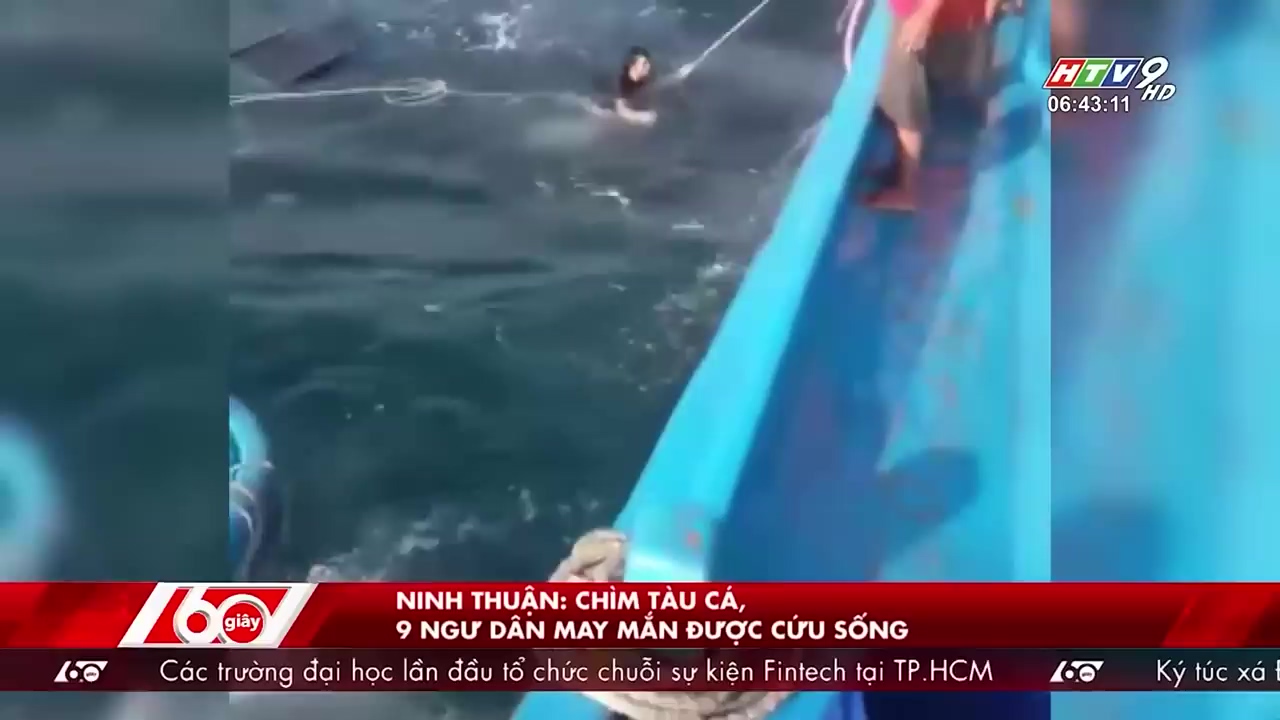 HTV9 HD
06:43:11
60 giây
NINH THUẬN: CHÌM TÀU CÁ,
9 NGƯ DÂN MAY MẮN ĐƯỢC CỨU SỐNG
60 giây Các trường đại học lần đầu tổ chức chuỗi sự kiện Fintech tại TP.HCM 60 giây Ký túc xá